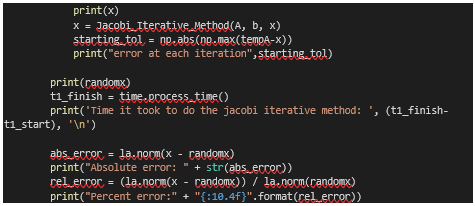 print(x)
x = Jacobi_Iterative_Method(A, b, x)
starting_tol = np.abs(np.max(tempA-x))
print("error at each iteration",starting_tol)
print(randomx)
t1_finish = time.process_time()
print('Time it took to do the jacobi iterative method: ', (t1_finish-
t1_start), '\n')
abs_error = la.norm(x - randomx)
print("Absolute error: " + str(abs_error))
rel_error = (la.norm(x - randomx)) / la.norm(randomx)
print("Percent error:" + "{:10.4f}".format(rel_error))